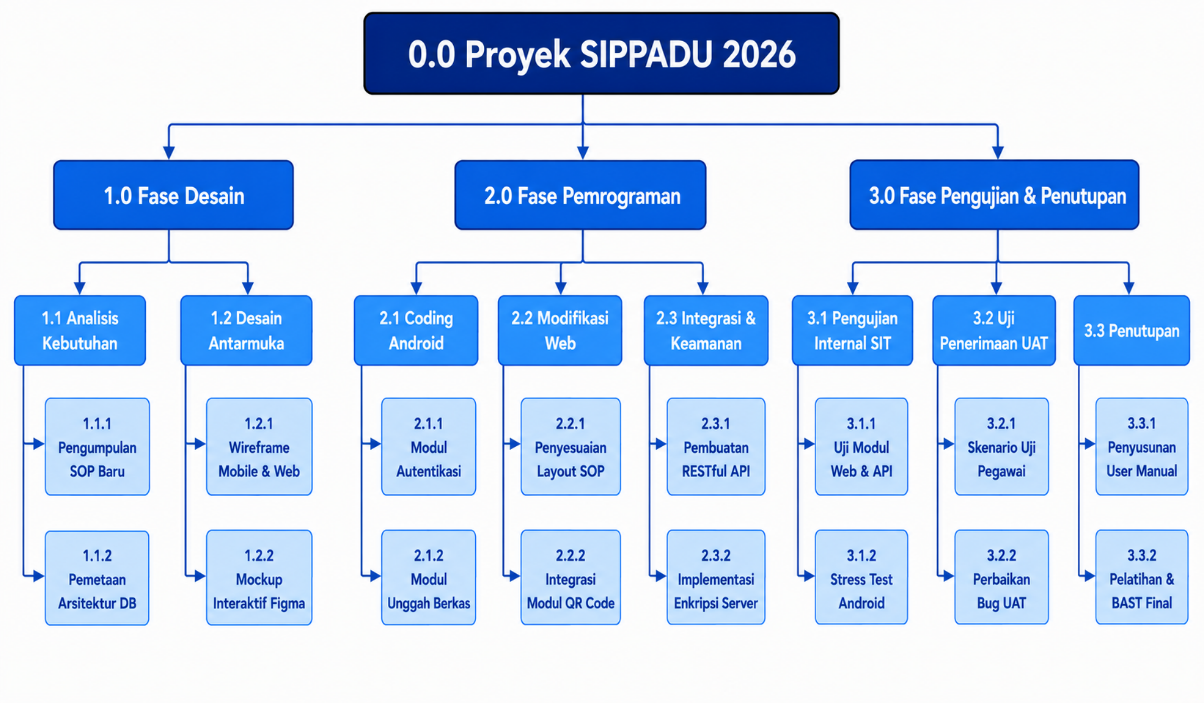 0.0 Proyek SIPPADU 2026
1.0 Fase Desain
2.0 Fase Pemrograman
3.0 Fase Pengujian & Penutupan
1.1 Analisis
Kebutuhan
1.2 Desain
Antarmuka
2.1 Coding
Android
2.2 Modifikasi
Web
2.3 Integrasi &
Keamanan
3.1 Pengujian
Internal SIT
3.2 Uji
Penerimaan UAT
3.3 Penutupan
1.1.1
Pengumpulan
SOP Baru
1.2.1
Wireframe
Mobile & Web
2.1.1
Modul
Autentikasi
2.2.1
Penyesuaian
Layout SOP
2.3.1
Pembuatan
RESTful API
3.1.1
Uji Modul
Web & API
3.2.1
Skenario Uji
Pegawai
3.3.1
Penyusunan
User Manual
1.1.2
Pemetaan
Arsitektur DB
1.2.2
Mockup
Interaktif Figma
2.1.2
Modul
Unggah Berkas
2.2.2
Integrasi
Modul QR Code
2.3.2
Implementasi
Enkripsi Server
3.1.2
Stress Test
Android
3.2.2
Perbaikan
Bug UAT
3.3.2
Pelatihan &
BAST Final